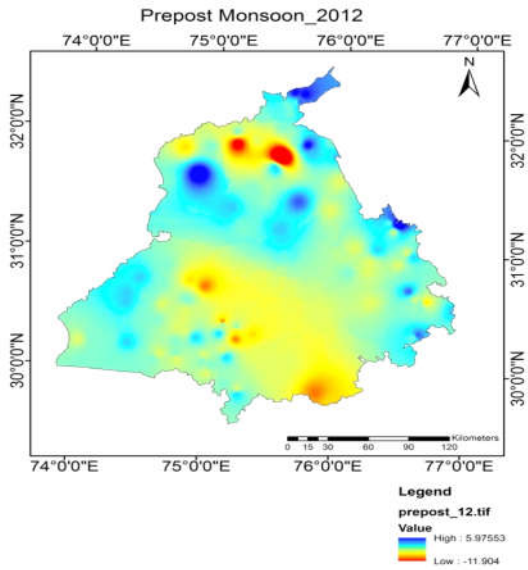 Prepost Monsoon_2012
74°0'0"E 75°0'0"E 76°0'0"E 77°0'0"E
N
32°0'0"N 32°0'0"N
31°0'0"N 31°0'0"N
30°0'0"N 30°0'0"N
Kilometers
0 15 30 60 90 120
74°0'0"E 75°0'0"E 76°0'0"E 77°0'0"E
Legend
prepost_12.tif
Value
High : 5.97553
Low : -11.904